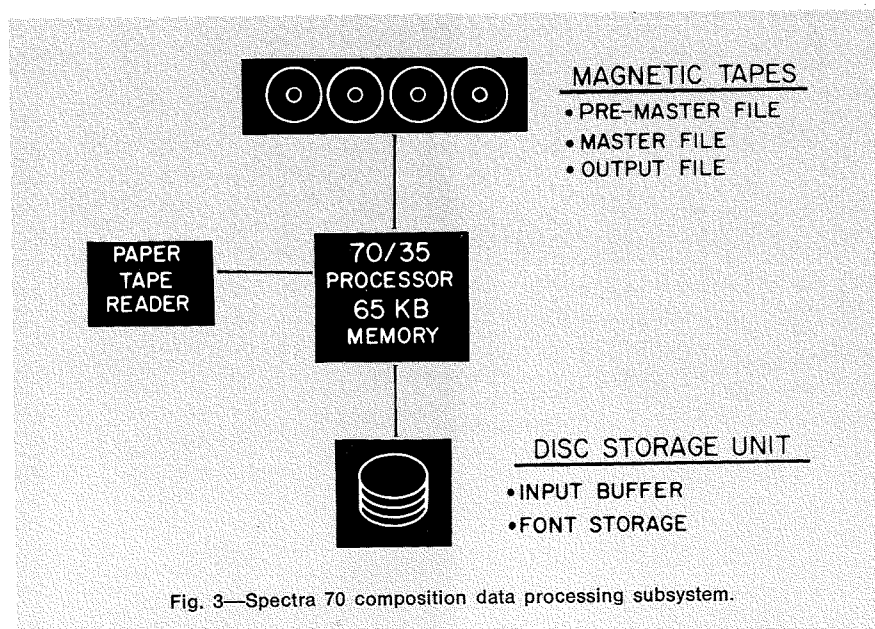 MAGNETIC TAPES
• PRE-MASTER FILE
• MASTER FILE
• OUTPUT FILE
PAPER
TAPE
READER
70/35
PROCESSOR
65 KB
MEMORY
DISC STORAGE UNIT
• INPUT BUFFER
• FONT STORAGE
Fig. 3—Spectra 70 composition data processing subsystem.